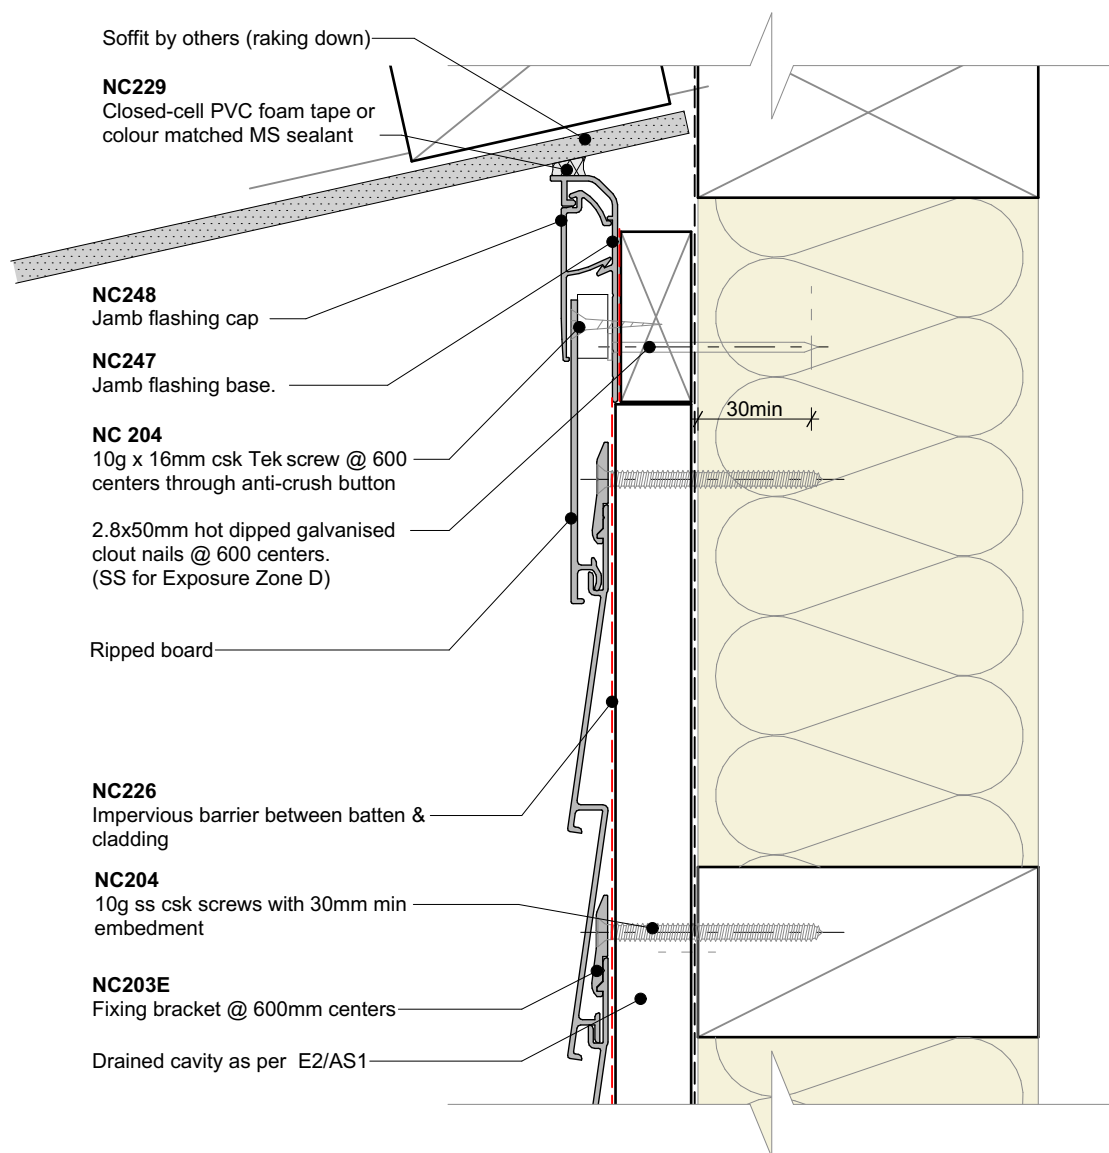 Soffit by others (raking down)
NC229
Closed-cell PVC foam tape or
colour matched MS sealant
NC248
Jamb flashing cap
NC247
Jamb flashing base.
NC 204
10g x 16mm csk Tek screw @ 600
centers through anti-crush button
30min
2.8x50mm hot dipped galvanised
clout nails @ 600 centers.
(SS for Exposure Zone D)
Ripped board
NC226
Impervious barrier between batten &
cladding
NC204
10g ss csk screws with 30mm min
embedment
NC203E
Fixing bracket @ 600mm centers
Drained cavity as per E2/AS1